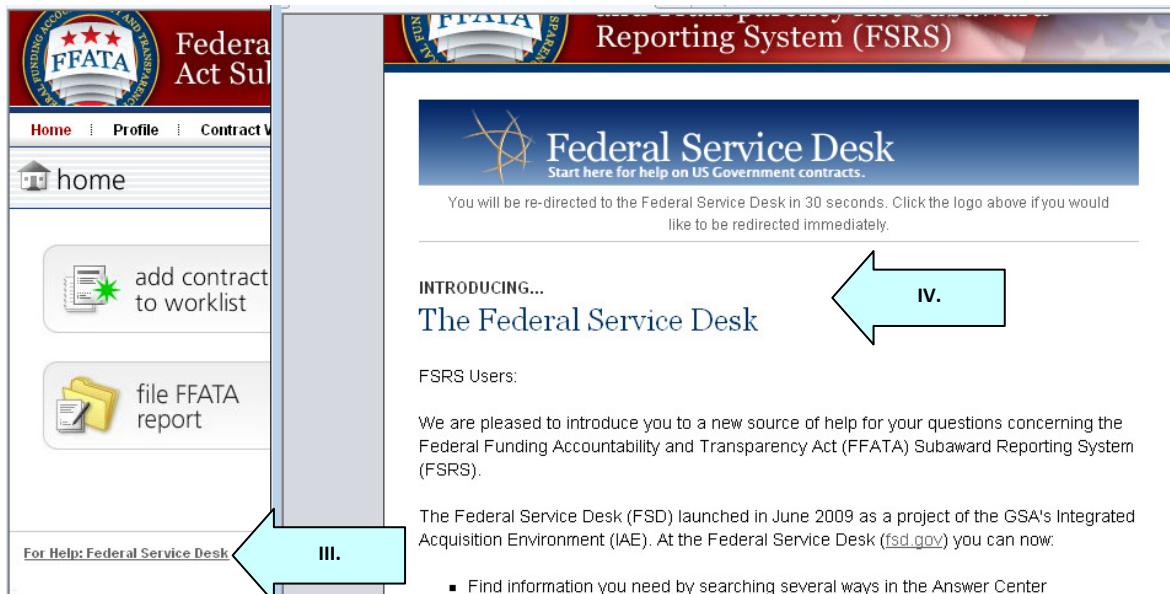 FFATA
Federa
Act Sul
Home
Profile
Contract W
home
add contract
to worklist
file FFATA
report
For Help: Federal Service Desk
III.
FFATA
and Transparency Act Subaward
Reporting System (FSRS)
Federal Service Desk
Start here for help on US Government contracts.
You will be re-directed to the Federal Service Desk in 30 seconds. Click the logo above if you would
like to be redirected immediately.
INTRODUCING...
The Federal Service Desk
IV.
FSRS Users:
We are pleased to introduce you to a new source of help for your questions concerning the
Federal Funding Accountability and Transparency Act (FFATA) Subaward Reporting System
(FSRS).
The Federal Service Desk (FSD) launched in June 2009 as a project of the GSA's Integrated
Acquisition Environment (IAE). At the Federal Service Desk (fsd.gov) you can now:
▪ Find information you need by searching several ways in the Answer Center